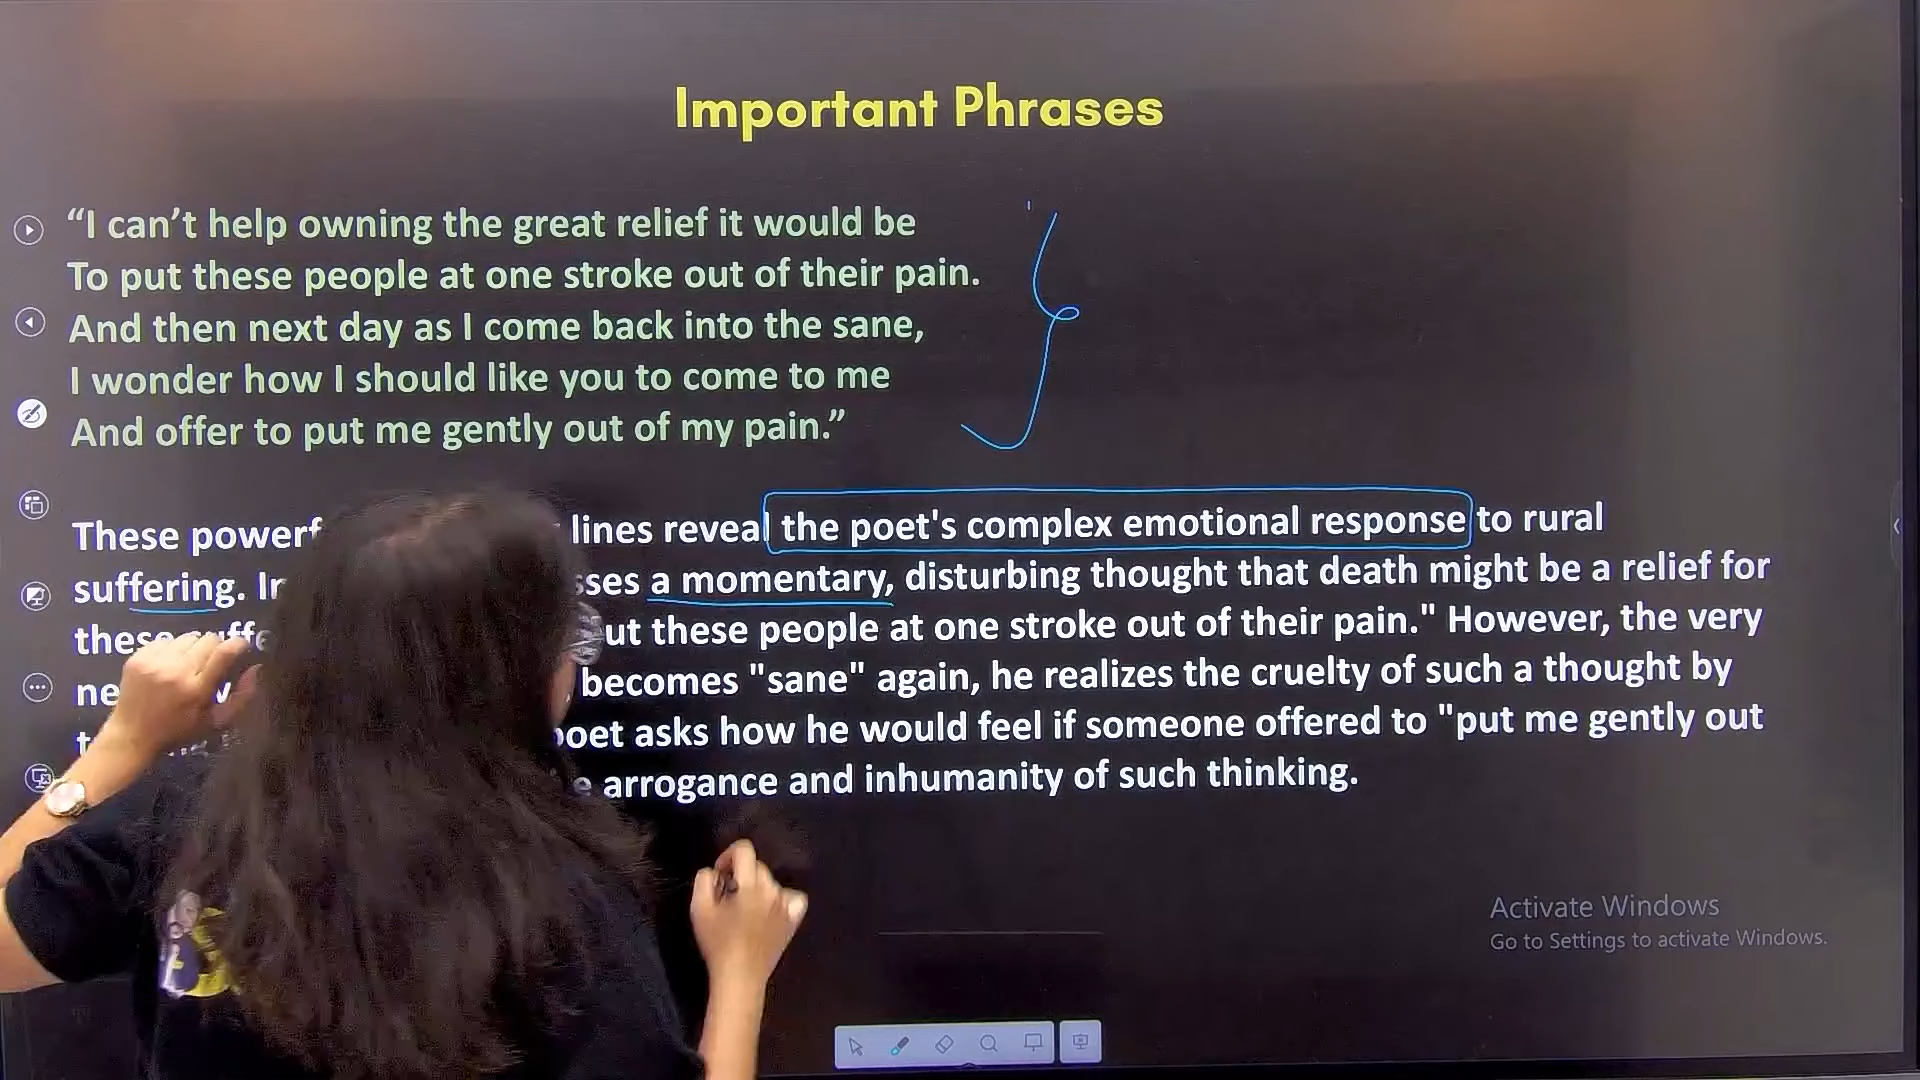 Important Phrases
“I can’t help owning the great relief it would be
To put these people at one stroke out of their pain.
And then next day as I come back into the sane,
I wonder how I should like you to come to me
And offer to put me gently out of my pain.”
These lines reveal the poet's complex emotional response to rural
suffering. a momentary, disturbing thought that death might be a relief for
these people at one stroke out of their pain." However, the very
becomes "sane" again, he realizes the cruelty of such a thought by
poet asks how he would feel if someone offered to "put me gently out
arrogance and inhumanity of such thinking.
Activate Windows
Go to Settings to activate Windows.